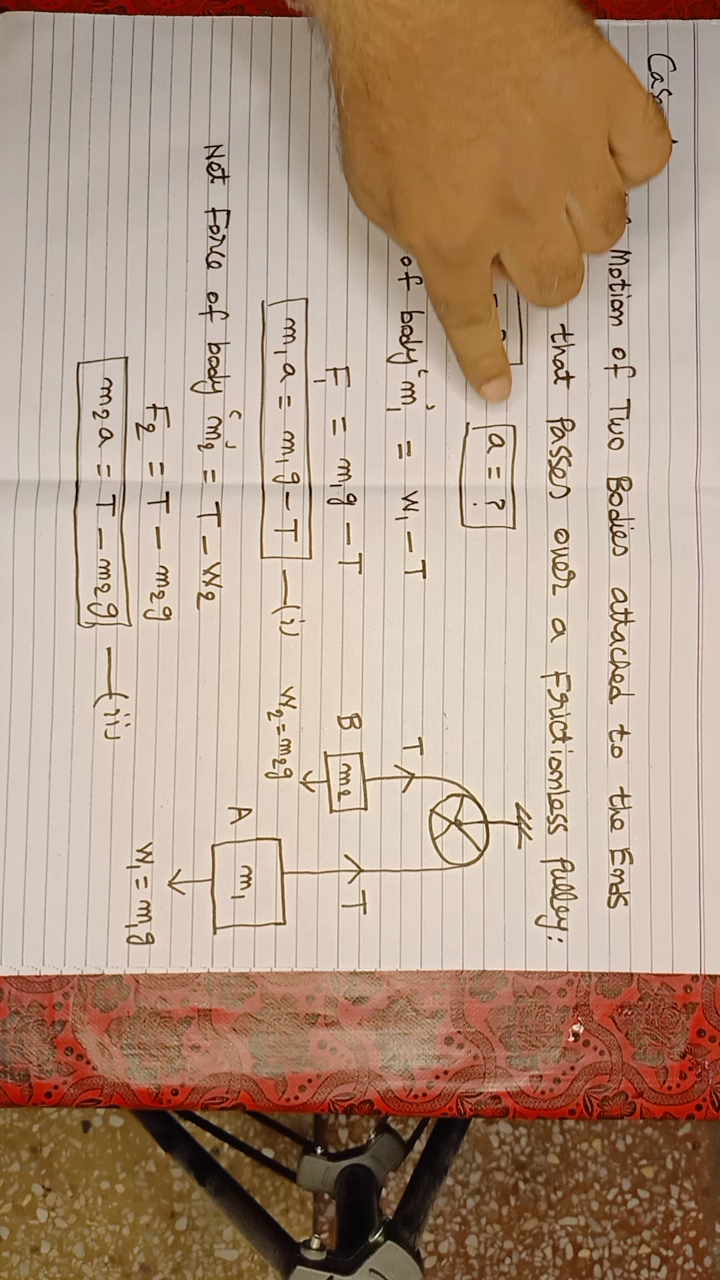 Motion of Two Bodies attached to the Ends
that Passes over a Frictionless Pulley:
a = ?
of body "m₁" = W₁ – T
F₁ = m₁g – T
m₁a = m₁g – T —(i)
Net Force of body "m₂" = T – W₂
F₂ = T – m₂g
m₂a = T – m₂g —(ii)
T
B
m₂
W₂ = m₂g
T
A
m₁
W₁ = m₁g